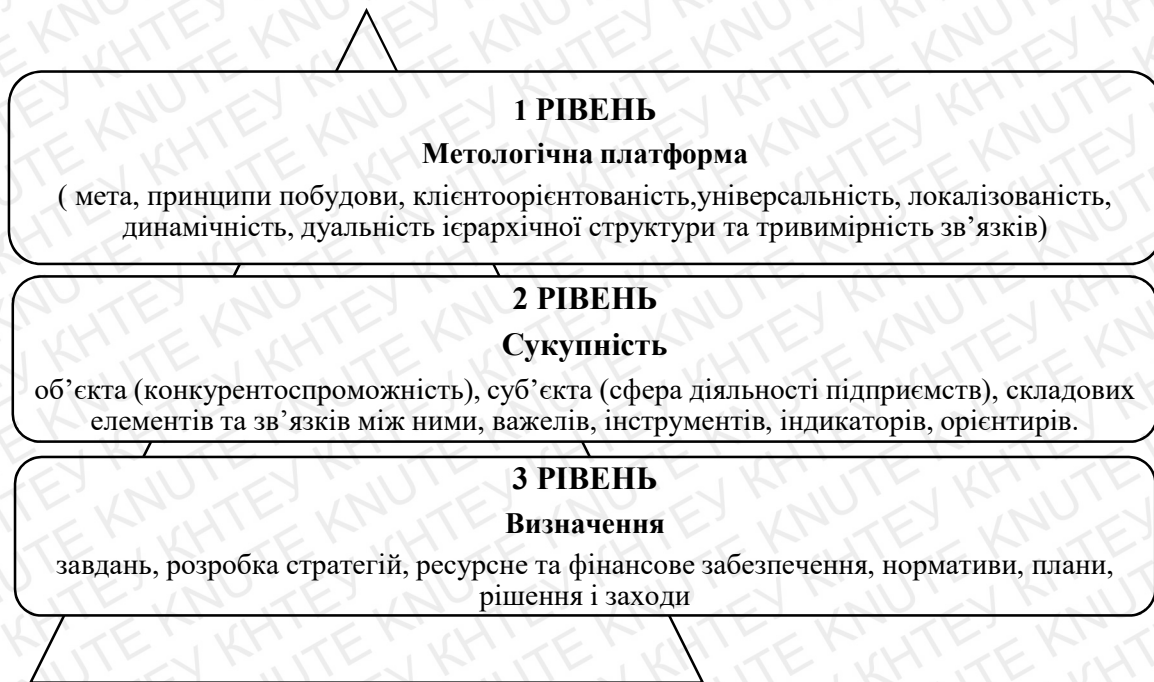 1 РІВЕНЬ
Метологічна платформа
( мета, принципи побудови, клієнтоорієнтованість,універсальність, локалізованість,
динамічність, дуальність ієрархічної структури та тривимірність зв’язків)
2 РІВЕНЬ
Сукупність
об’єкта (конкурентоспроможність), суб’єкта (сфера діяльності підприємств), складових
елементів та зв’язків між ними, важелів, інструментів, індикаторів, орієнтирів.
3 РІВЕНЬ
Визначення
завдань, розробка стратегій, ресурсне та фінансове забезпечення, нормативи, плани,
рішення і заходи